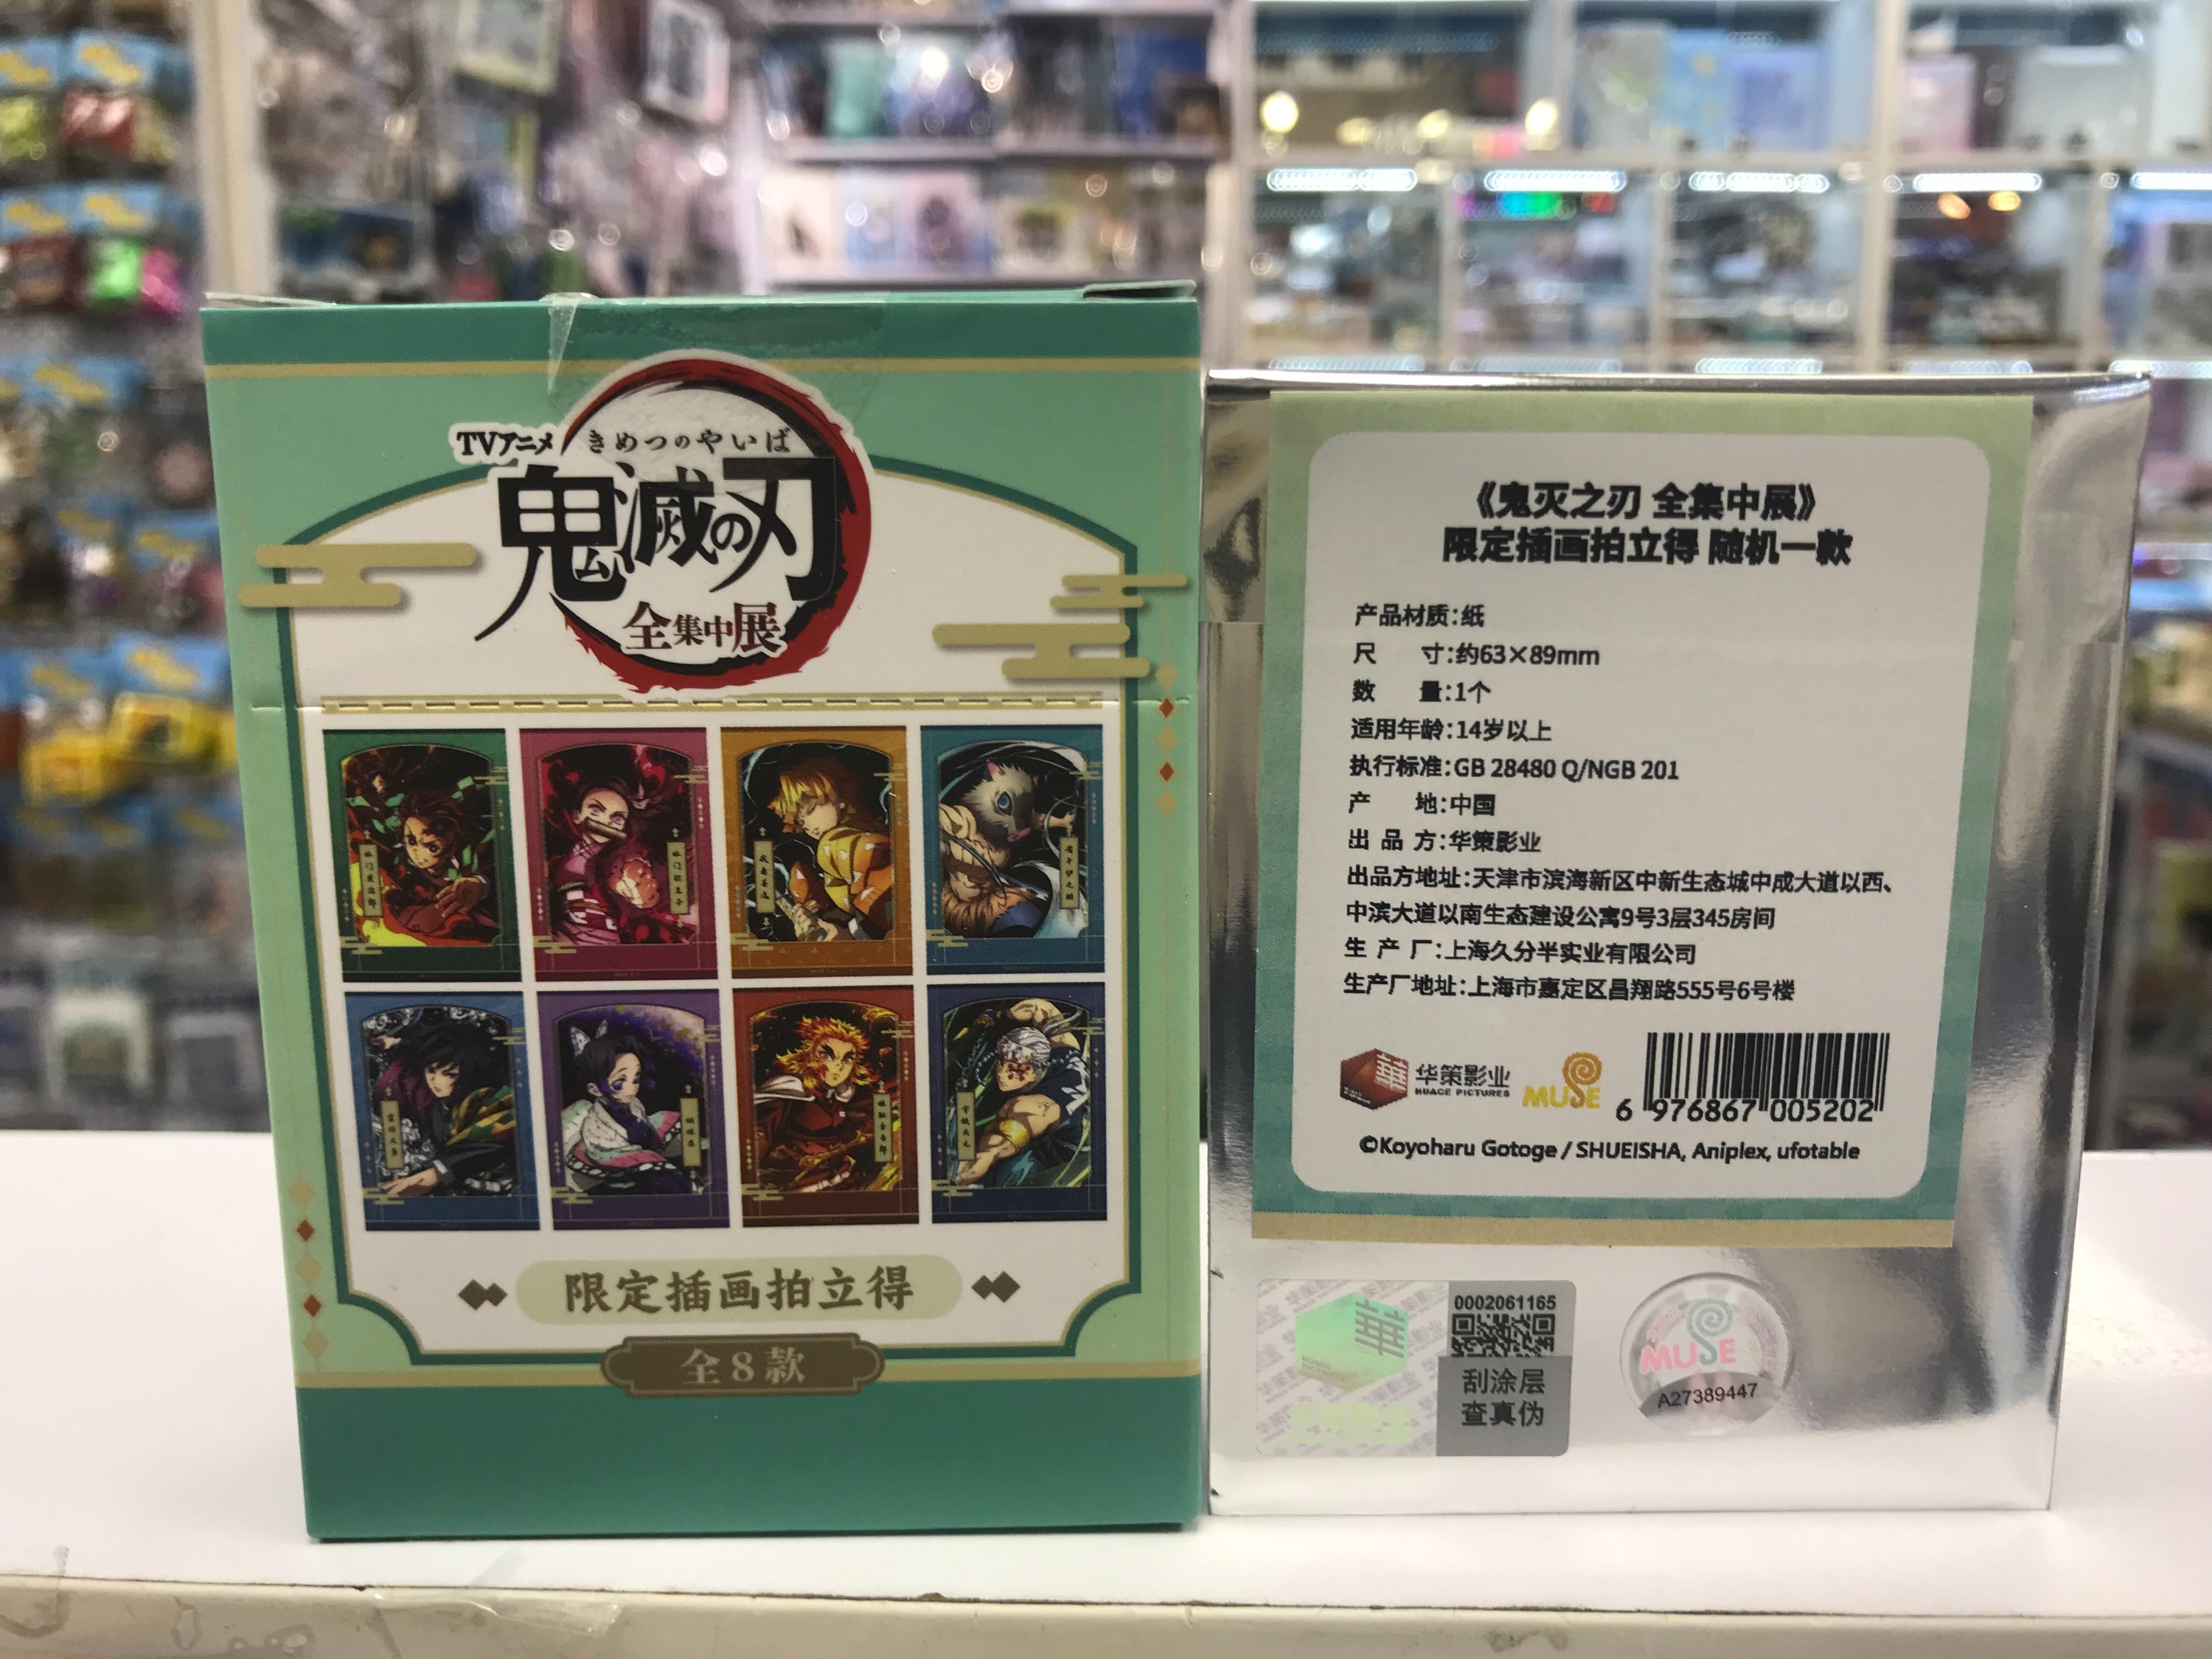 TVアニメ
きめつのやいば
鬼滅の刃
全集中展
限定插画拍立得
全8款
《鬼灭之刃 全集中展》
限定插画拍立得 随机一款
产品材质:纸
尺 寸:约63×89mm
数 量:1个
适用年龄:14岁以上
执行标准:GB 28480 Q/NGB 201
产 地:中国
出 品 方:华策影业
出品方地址:天津市滨海新区中新生态城中成大道以西、
中滨大道以南生态建设公寓9号3层345房间
生 产 厂:上海久分半实业有限公司
生产厂地址:上海市嘉定区昌翔路555号6号楼
華 华策影业
HUACE PICTURES
MUSE
6 976867 005202
©Koyoharu Gotoge / SHUEISHA, Aniplex, ufotable
華
0002061165
刮涂层
查真伪
MUSE
A27389447